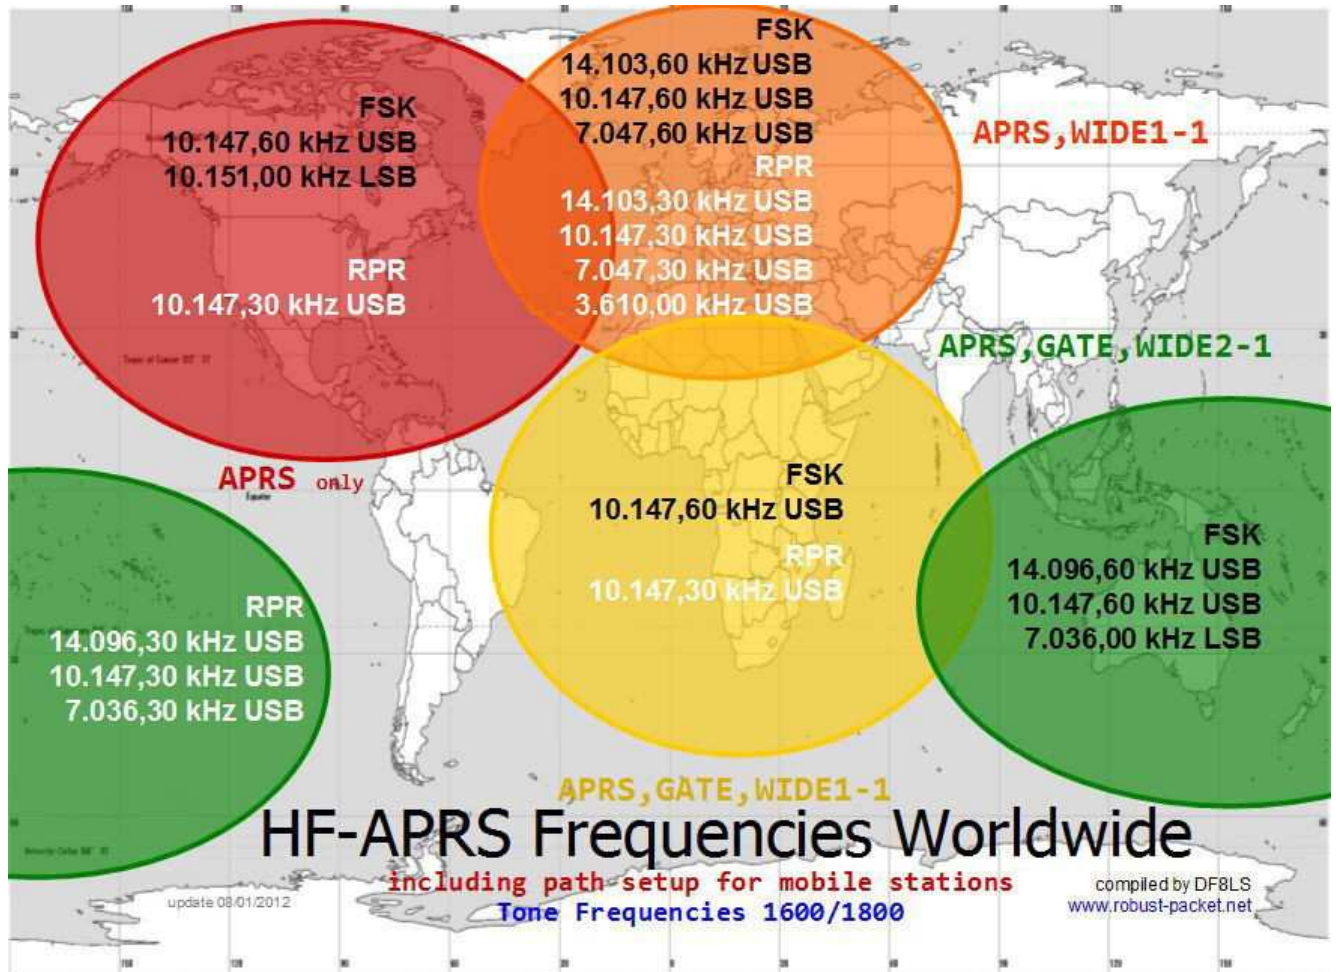 FSK
14.103,60 kHz USB
10.147,60 kHz USB
7.047,60 kHz USB
RPR
14.103,30 kHz USB
10.147,30 kHz USB
7.047,30 kHz USB
3.610,00 kHz USB
APRS,WIDE1-1
FSK
10.147,60 kHz USB
10.151,00 kHz LSB
RPR
10.147,30 kHz USB
Tropic of Cancer
APRS only
Equator
APRS,GATE,WIDE2-1
FSK
10.147,60 kHz USB
RPR
10.147,30 kHz USB
FSK
14.096,60 kHz USB
10.147,60 kHz USB
7.036,00 kHz LSB
RPR
14.096,30 kHz USB
10.147,30 kHz USB
7.036,30 kHz USB
APRS,GATE,WIDE1-1
HF-APRS Frequencies Worldwide
including path setup for mobile stations
Tone Frequencies 1600/1800
update 08/01/2012
compiled by DF8LS
www.robust-packet.net